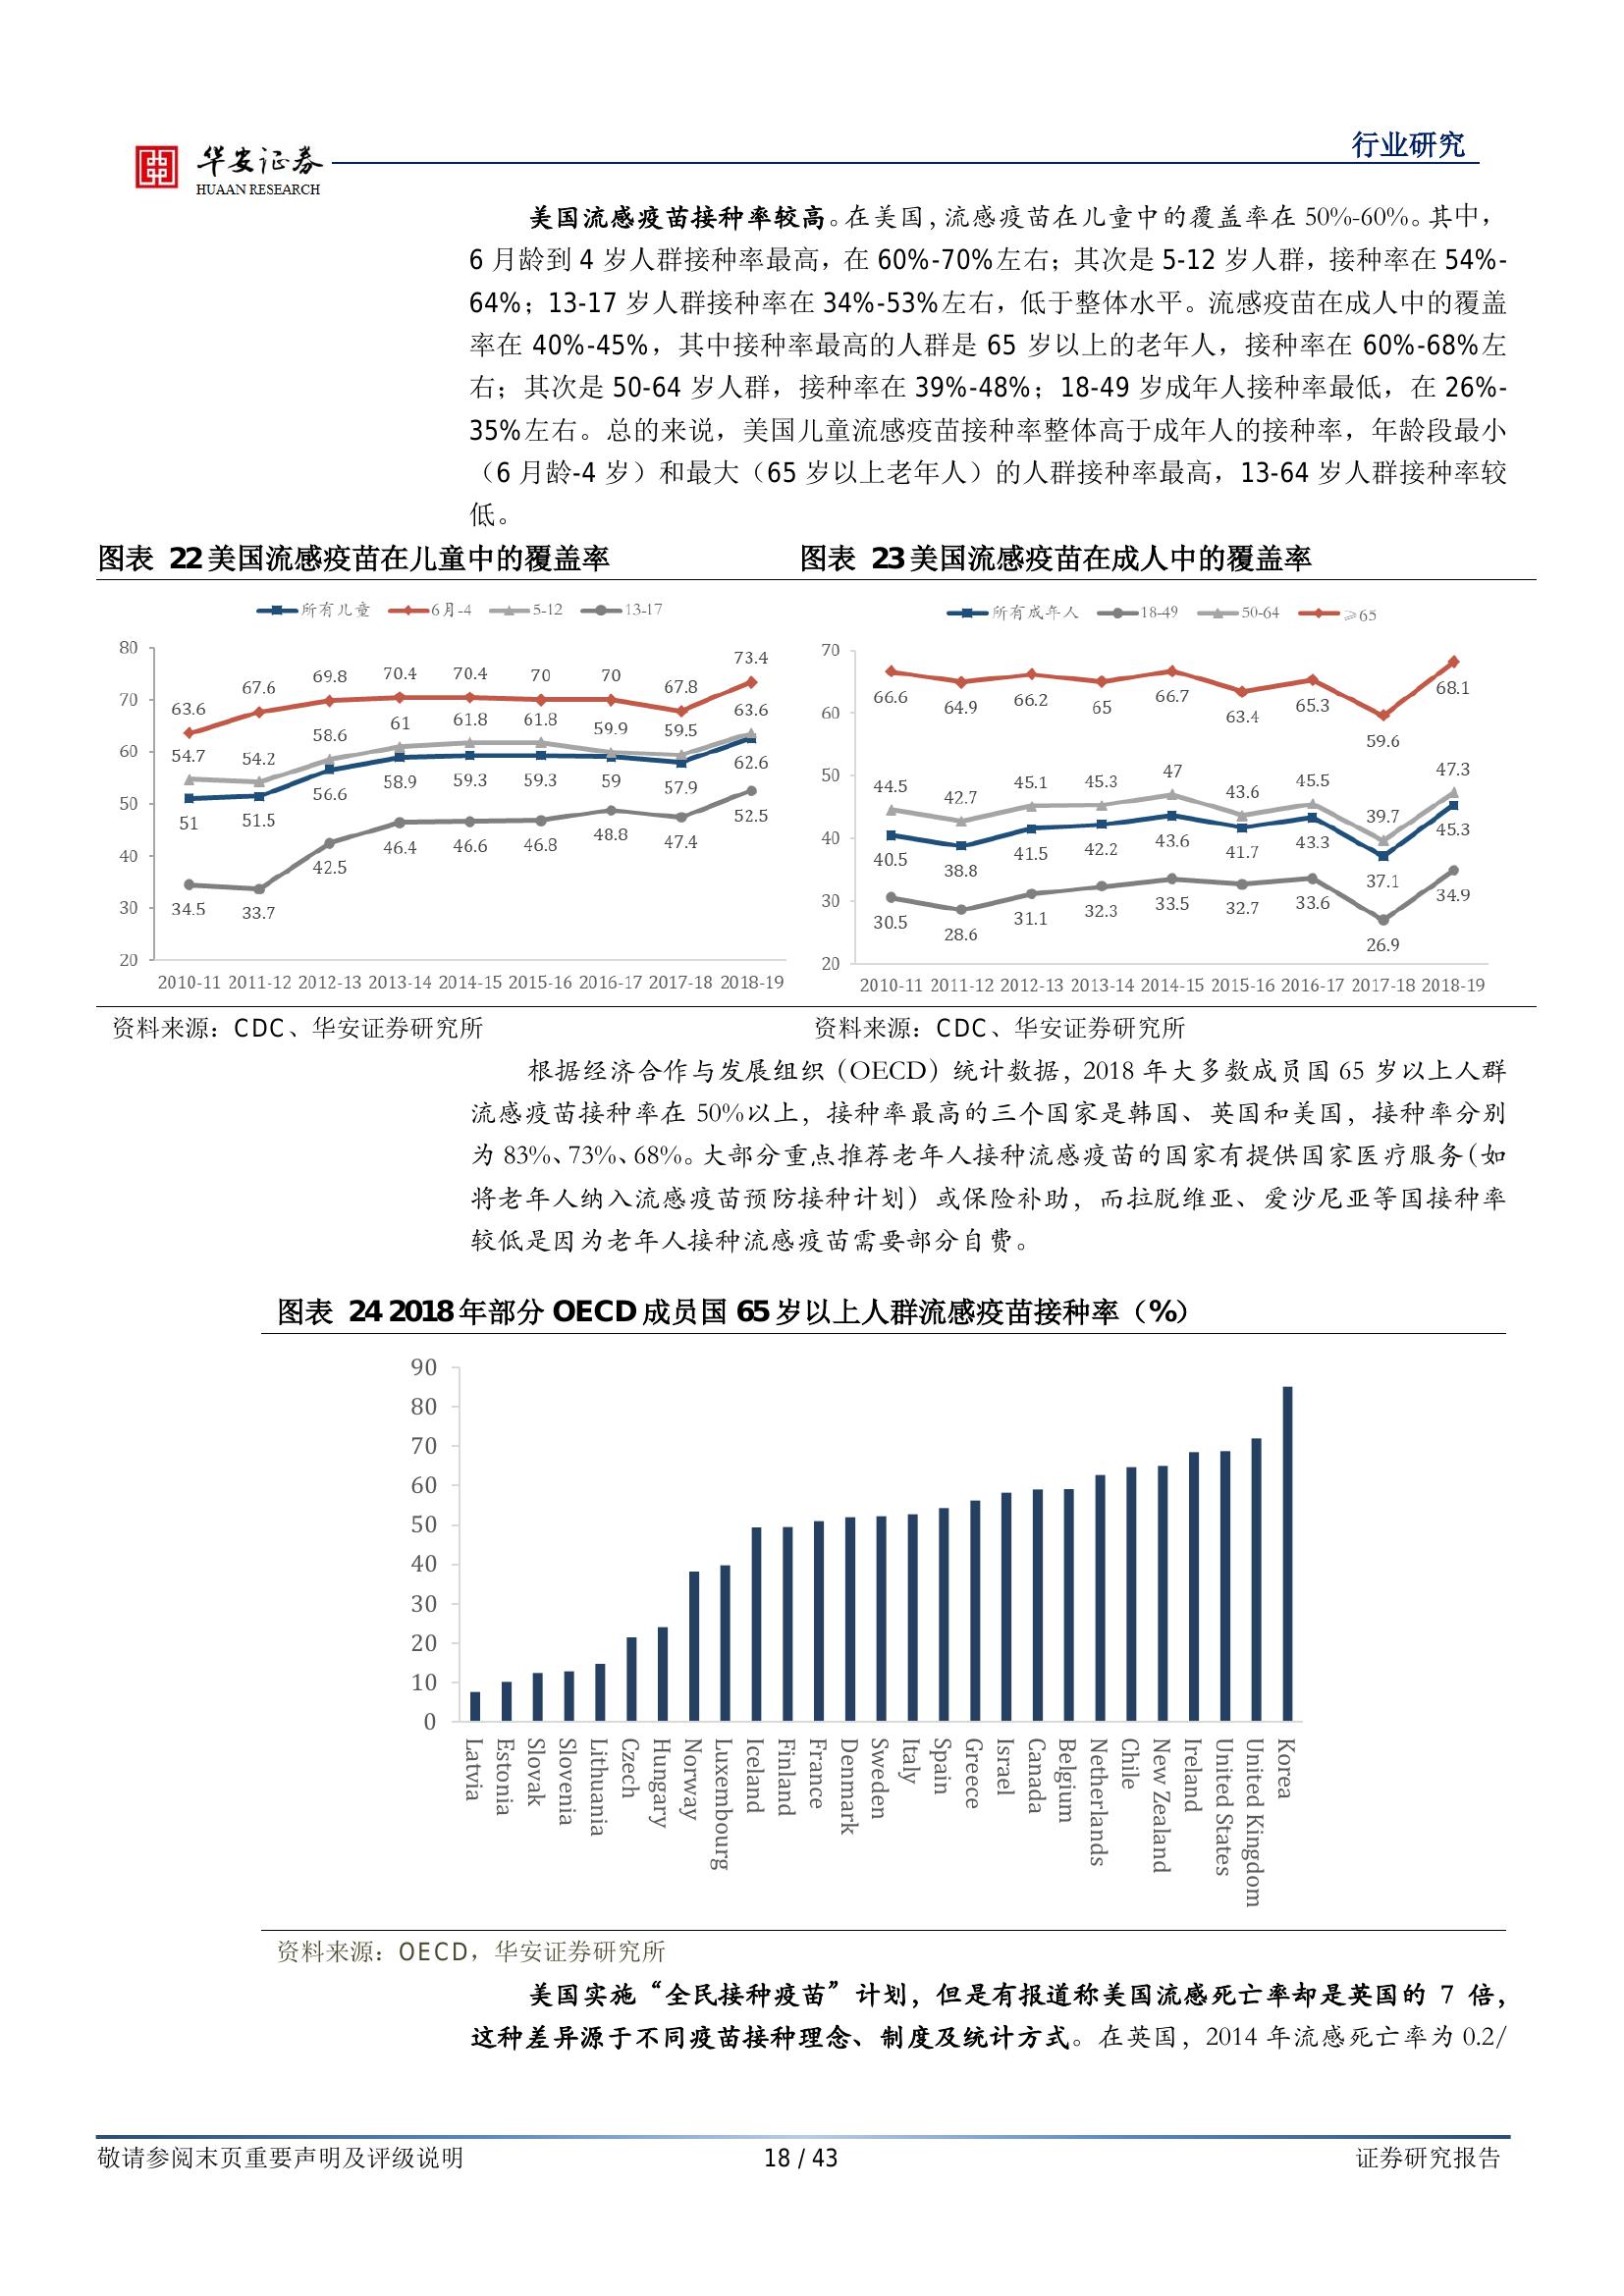 华安证券
HUAAN RESEARCH
行业研究
美国流感疫苗接种率较高。在美国，流感疫苗在儿童中的覆盖率在 50%-60%。其中，
6 月龄到 4 岁人群接种率最高，在 60%-70%左右；其次是 5-12 岁人群，接种率在 54%-
64%；13-17 岁人群接种率在 34%-53%左右，低于整体水平。流感疫苗在成人中的覆盖
率在 40%-45%，其中接种率最高的人群是 65 岁以上的老年人，接种率在 60%-68%左
右；其次是 50-64 岁人群，接种率在 39%-48%；18-49 岁成年人接种率最低，在 26%-
35%左右。总的来说，美国儿童流感疫苗接种率整体高于成年人的接种率，年龄段最小
（6 月龄-4 岁）和最大（65 岁以上老年人）的人群接种率最高，13-64 岁人群接种率较
低。
图表 22 美国流感疫苗在儿童中的覆盖率
所有儿童 6月-4 5-12 13-17
80
70
60
50
40
30
20
63.6 67.6 69.8 70.4 70.4 70 70 67.8 73.4
54.7 54.2 58.6 61 61.8 61.8 59.9 59.5 63.6
51 51.5 56.6 58.9 59.3 59.3 59 57.9 62.6
34.5 33.7 42.5 46.4 46.6 46.8 48.8 47.4 52.5
2010-11 2011-12 2012-13 2013-14 2014-15 2015-16 2016-17 2017-18 2018-19
资料来源：CDC、华安证券研究所
图表 23 美国流感疫苗在成人中的覆盖率
所有成年人 18-49 50-64 ⩾65
70
60
50
40
30
20
66.6 64.9 66.2 65 66.7 63.4 65.3 59.6 68.1
44.5 42.7 45.1 45.3 47 43.6 45.5 39.7 47.3
40.5 38.8 41.5 42.2 43.6 41.7 43.3 37.1 45.3
30.5 28.6 31.1 32.3 33.5 32.7 33.6 26.9 34.9
2010-11 2011-12 2012-13 2013-14 2014-15 2015-16 2016-17 2017-18 2018-19
资料来源：CDC、华安证券研究所
根据经济合作与发展组织（OECD）统计数据，2018 年大多数成员国 65 岁以上人群
流感疫苗接种率在 50%以上，接种率最高的三个国家是韩国、英国和美国，接种率分别
为 83%、73%、68%。大部分重点推荐老年人接种流感疫苗的国家有提供国家医疗服务（如
将老年人纳入流感疫苗预防接种计划）或保险补助，而拉脱维亚、爱沙尼亚等国接种率
较低是因为老年人接种流感疫苗需要部分自费。
图表 24 2018 年部分 OECD 成员国 65 岁以上人群流感疫苗接种率（%）
90
80
70
60
50
40
30
20
10
0
Latvia
Estonia
Slovak
Slovenia
Lithuania
Czech
Hungary
Norway
Luxembourg
Iceland
Finland
France
Denmark
Sweden
Italy
Spain
Greece
Israel
Canada
Belgium
Netherlands
Chile
New Zealand
Ireland
United States
United Kingdom
Korea
资料来源：OECD，华安证券研究所
美国实施“全民接种疫苗”计划，但是有报道称美国流感死亡率却是英国的 7 倍，
这种差异源于不同疫苗接种理念、制度及统计方式。在英国，2014 年流感死亡率为 0.2/
敬请参阅末页重要声明及评级说明
18 / 43
证券研究报告